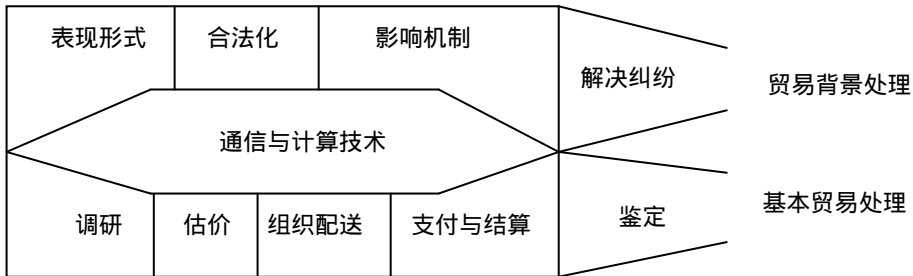 表现形式
合法化
影响机制
解决纠纷
贸易背景处理
通信与计算技术
调研
估价
组织配送
支付与结算
鉴定
基本贸易处理